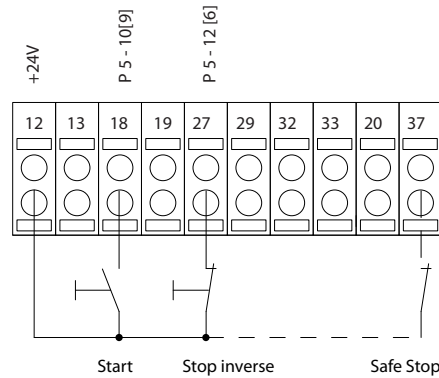 +24V
P 5 - 10[9]
P 5 - 12 [6]
12 13 18 19 27 29 32 33 20 37
Start Stop inverse Safe Stop